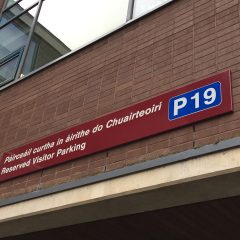 Páirceáil curtha in áirithe do Chuairteoirí
Reserved Visitor Parking
P19